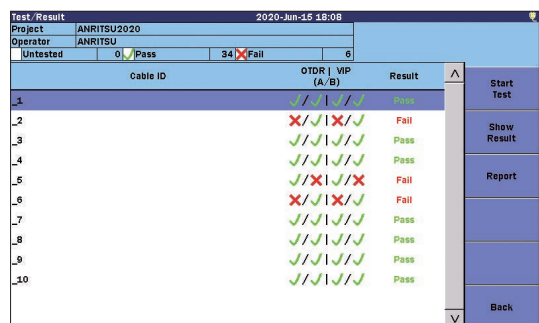 Test/Result 2020-Jun-15 18:08
Project ANRITSU2020
Operator ANRITSU
Untested 0 Pass 34 Fail 6
Cable ID OTDR | VIP Result
(A/B)
_1 / | / Pass
_2 / | / Fail
_3 / | / Pass
_4 / | / Pass
_5 / | / Fail
_6 / | / Fail
_7 / | / Pass
_8 / | / Pass
_9 / | / Pass
_10 / | / Pass
Start
Test
Show
Result
Report
Back